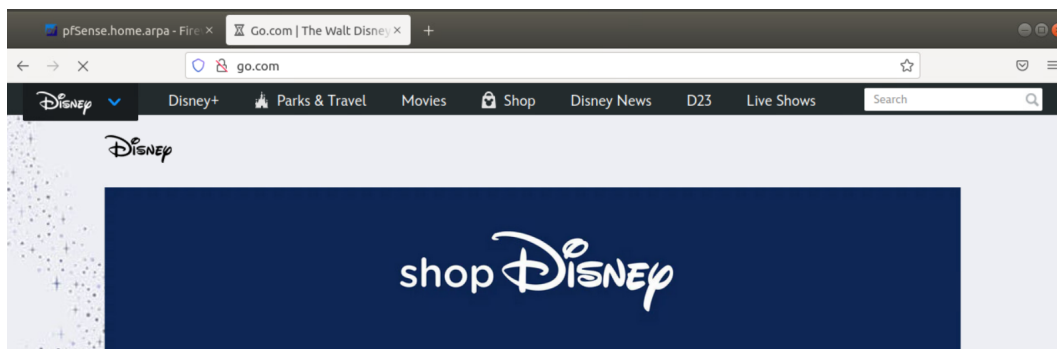 pfSense.home.arpa - Fire
Go.com | The Walt Disney
go.com
Disney
Disney+
Parks & Travel
Movies
Shop
Disney News
D23
Live Shows
Search
Disney
shop Disney